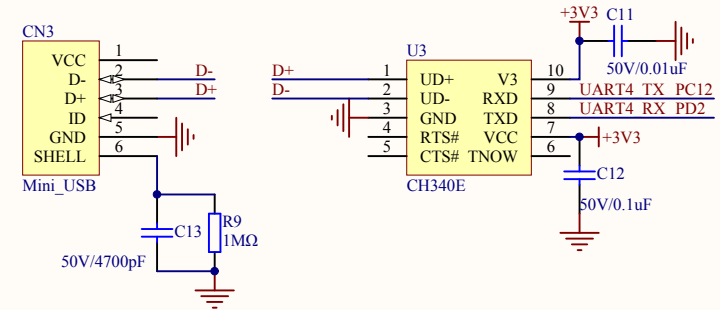 CN3
VCC 1
D- 2
D+ 3
ID 4
GND 5
SHELL 6
Mini_USB
D-
D+
C13
50V/4700pF
R9
1MΩ
D+
D-
U3
1 UD+ V3 10
2 UD- RXD 9
3 GND TXD 8
4 RTS# VCC 7
5 CTS# TNOW 6
CH340E
+3V3
C11
50V/0.01uF
UART4_TX_PC12
UART4_RX_PD2
+3V3
C12
50V/0.1uF